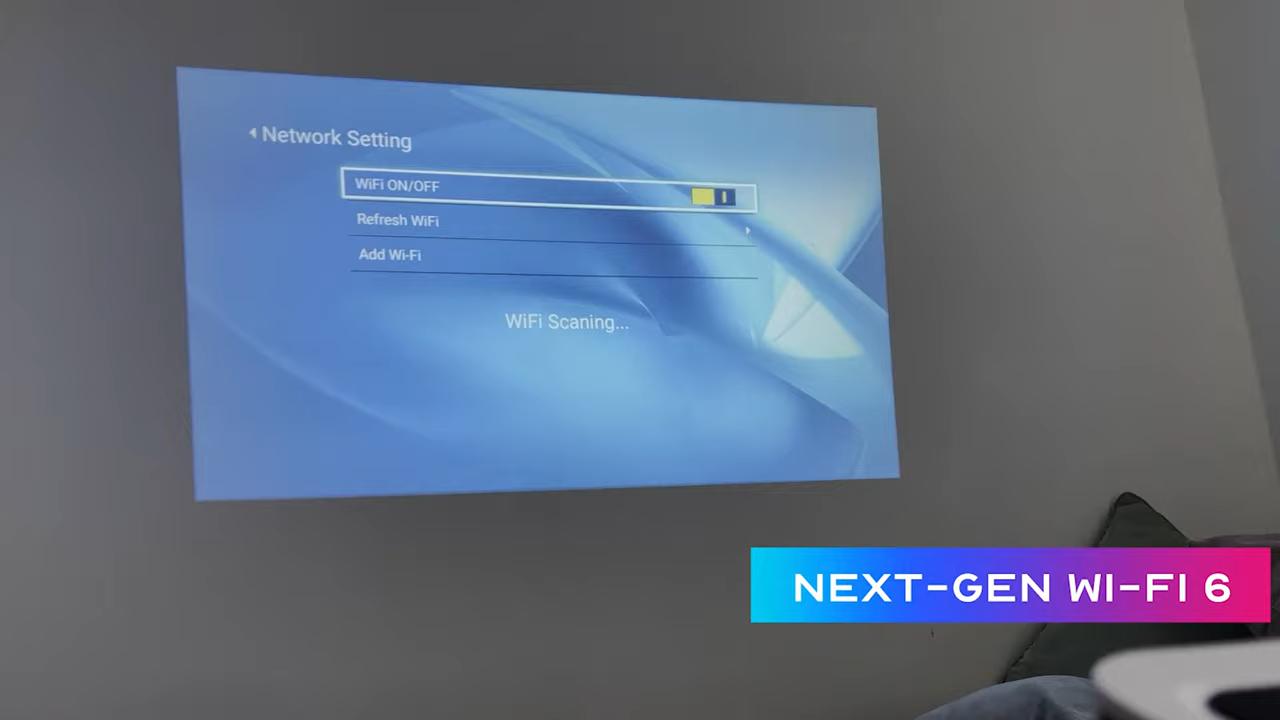 Network Setting
WiFi ON/OFF
Refresh WiFi
Add Wi-Fi
WiFi Scaning...
NEXT-GEN WI-FI 6